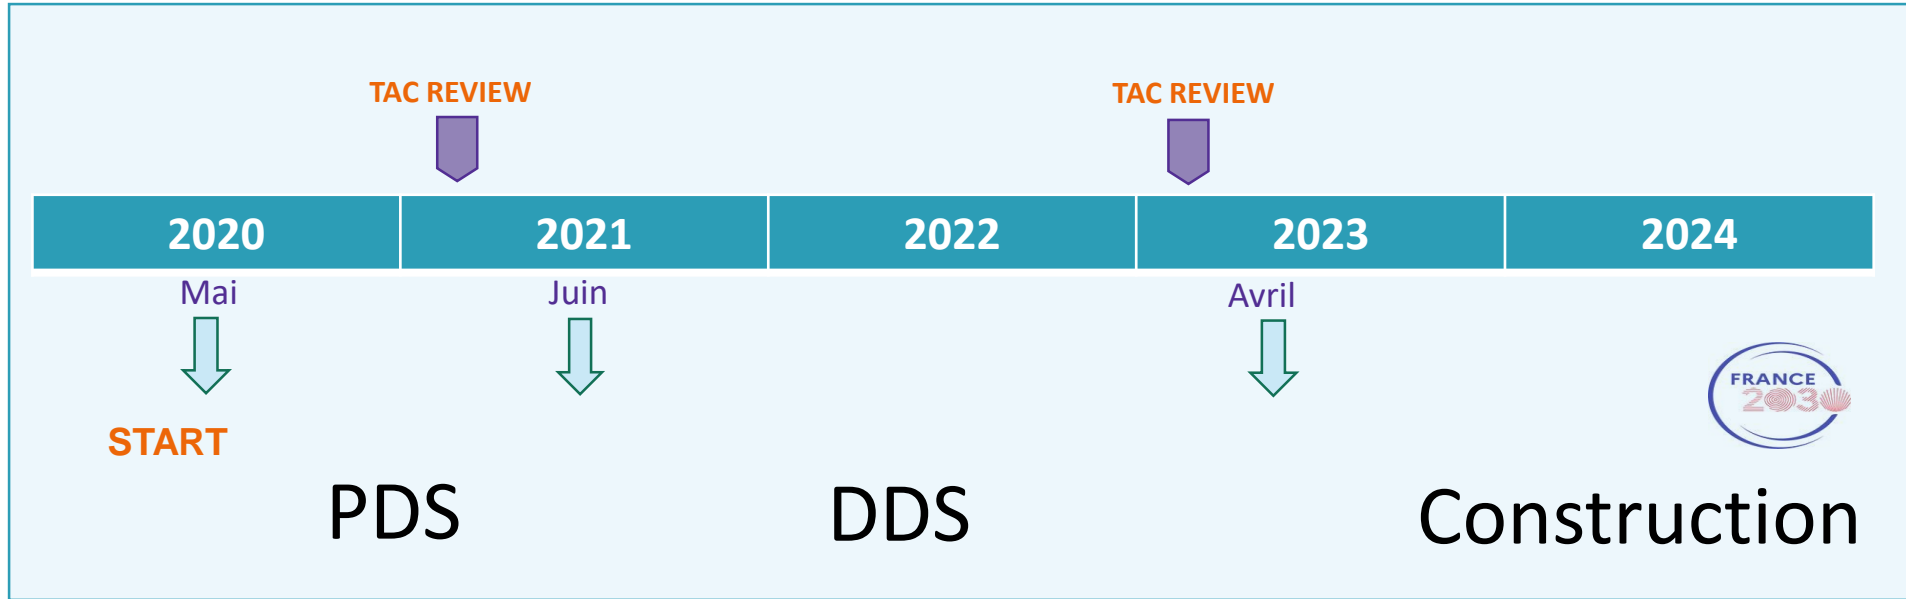 TAC REVIEW
TAC REVIEW
2020
2021
2022
2023
2024
Mai
Juin
Avril
FRANCE
2030
START
PDS
DDS
Construction